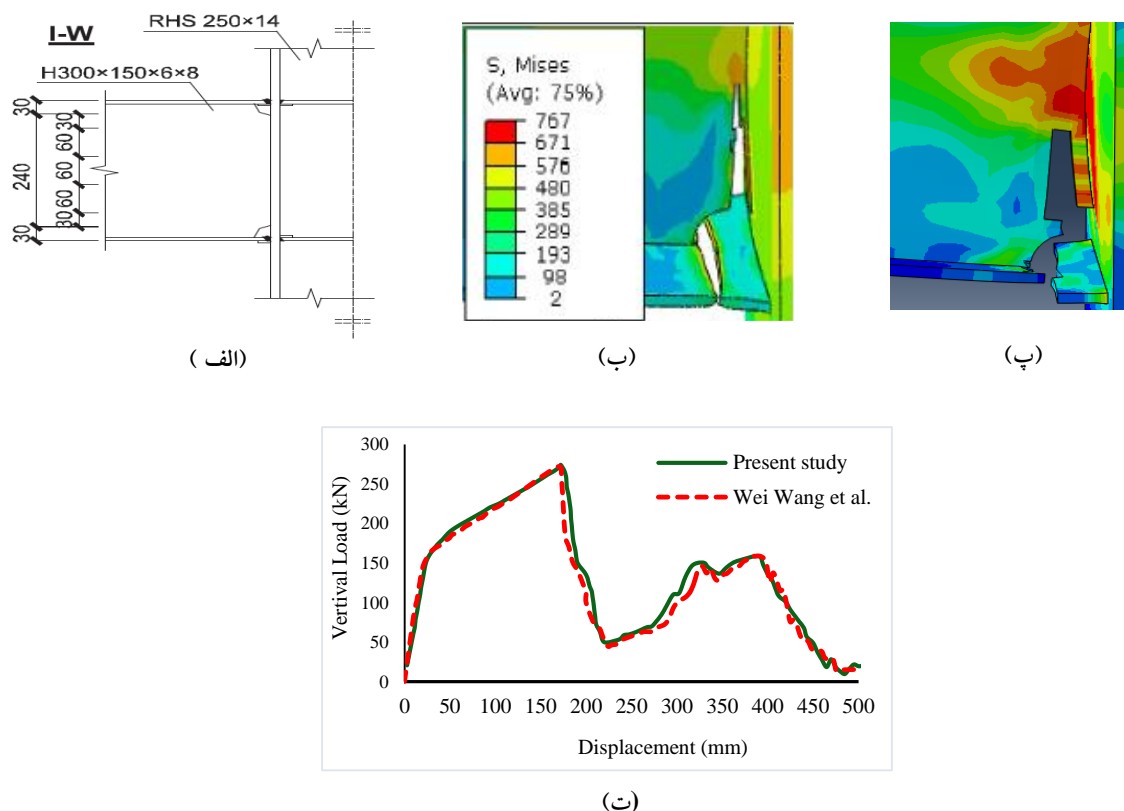 I-W
RHS 250×14
H300×150×6×8
30
240
30
30
60
60
60
30
(الف )
S, Mises
(Avg: 75%)
767
671
576
480
385
289
193
98
2
(ب)
(پ)
Vertival Load (kN)
300
250
200
150
100
50
0
Present study
Wei Wang et al.
0 50 100 150 200 250 300 350 400 450 500
Displacement (mm)
(ت)